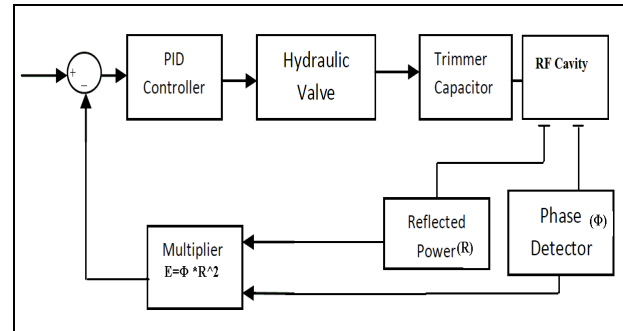 +
−
PID
Controller
Hydraulic
Valve
Trimmer
Capacitor
RF Cavity
Reflected
Power(R)
Phase (Φ)
Detector
Multiplier
E=Φ *R^2